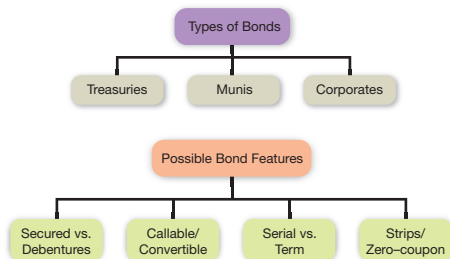 Types of Bonds
Treasuries
Munis
Corporates
Possible Bond Features
Secured vs.
Debentures
Callable/
Convertible
Serial vs.
Term
Strips/
Zero–coupon